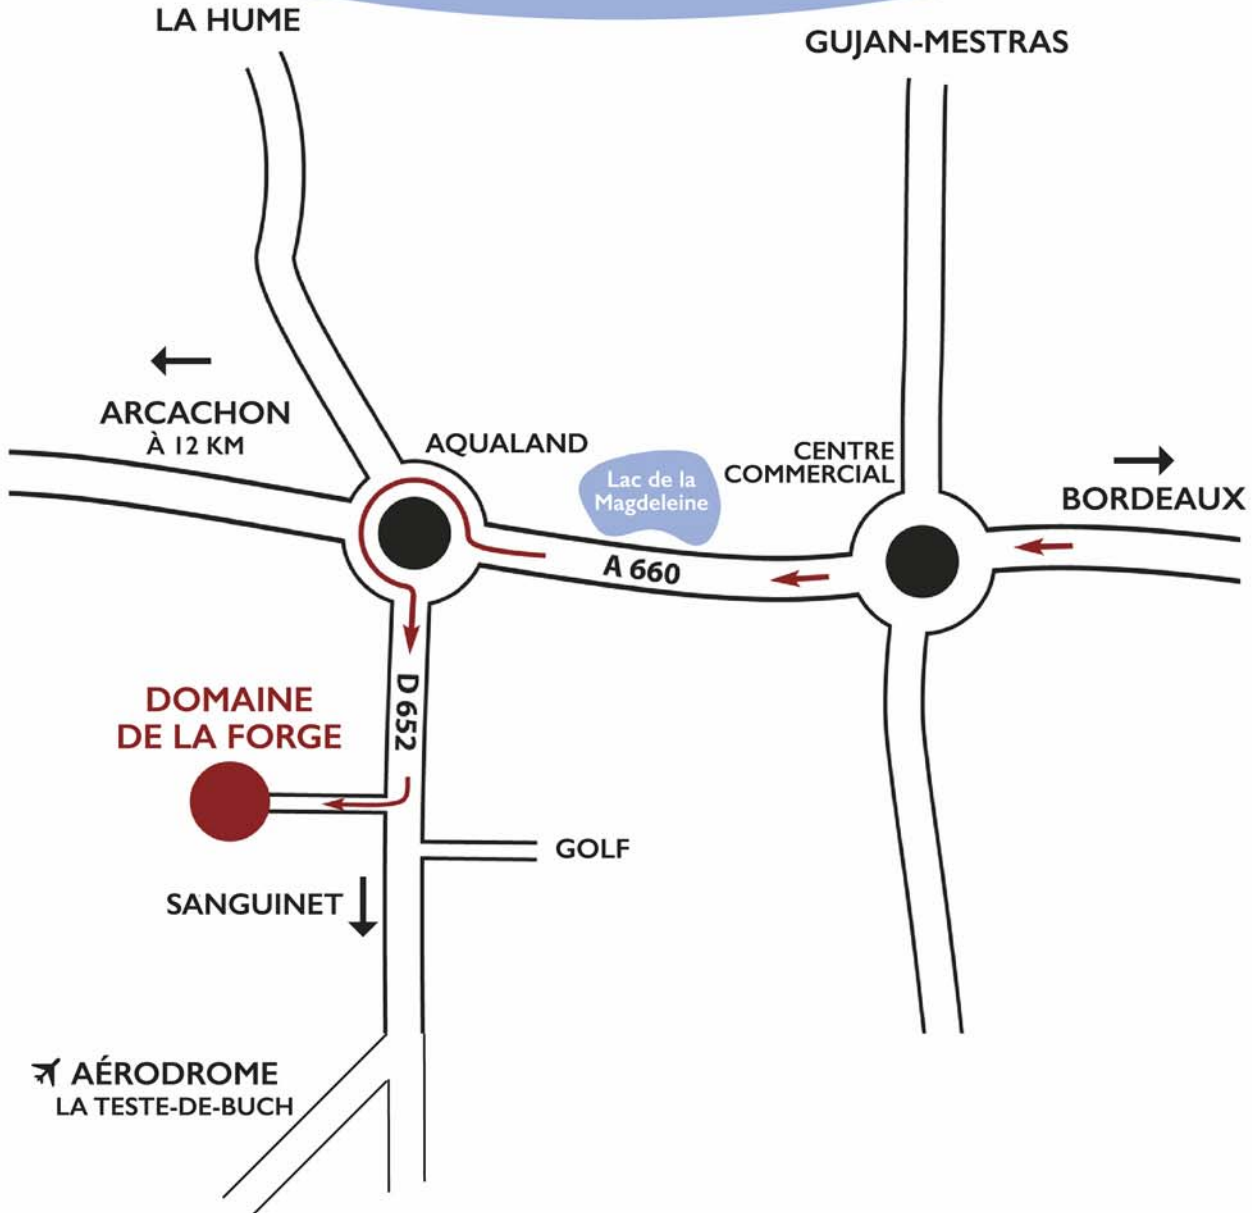 LA HUME
GUJAN-MESTRAS
ARCACHON
À 12 KM
AQUALAND
Lac de la
Magdeleine
CENTRE
COMMERCIAL
BORDEAUX
A 660
D 652
DOMAINE
DE LA FORGE
GOLF
SANGUINET
AÉRODROME
LA TESTE-DE-BUCH